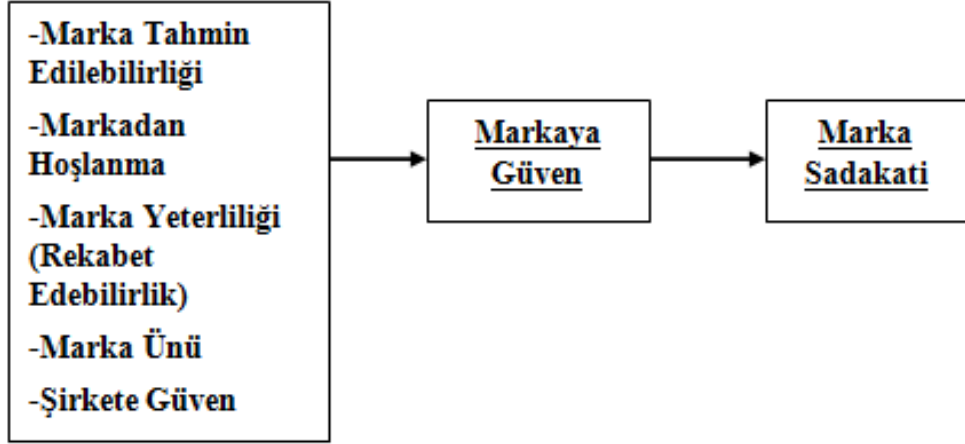 -Marka Tahmin
Edilebilirliği
-Markadan
Hoşlanma
-Marka Yeterliliği
(Rekabet
Edebilirlik)
-Marka Ünü
-Şirkete Güven
Markaya
Güven
Marka
Sadakati